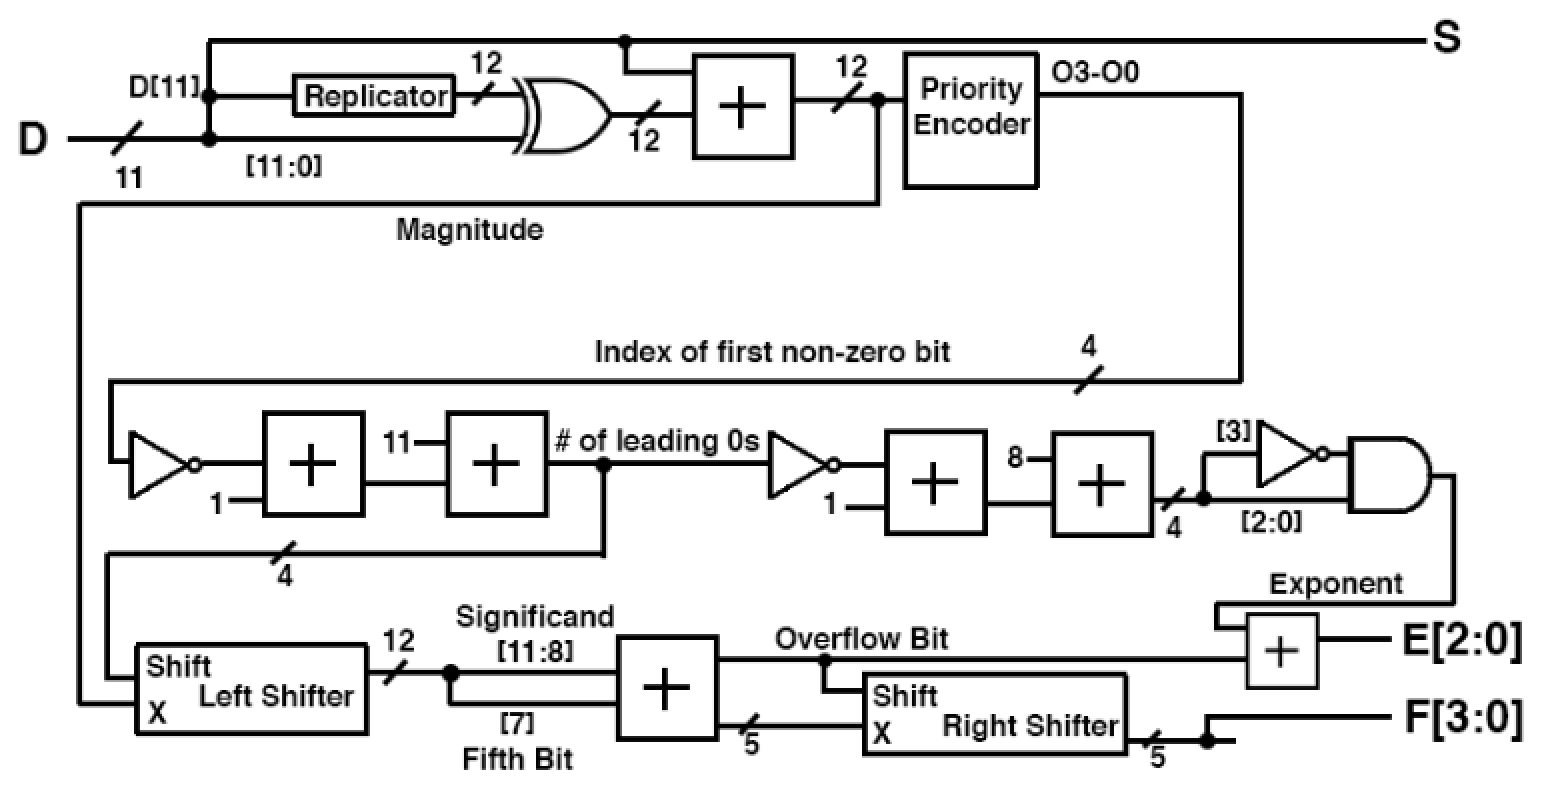 S
D[11]
Replicator
12
12
+
12
Priority
Encoder
O3-O0
D
11
[11:0]
Magnitude
Index of first non-zero bit
4
1
+
11
+
# of leading 0s
1
+
8
+
4
[3]
[2:0]
4
Exponent
Shift
X
Left Shifter
12
Significand
[11:8]
[7]
Fifth Bit
+
Overflow Bit
5
Shift
X
Right Shifter
5
+
E[2:0]
F[3:0]